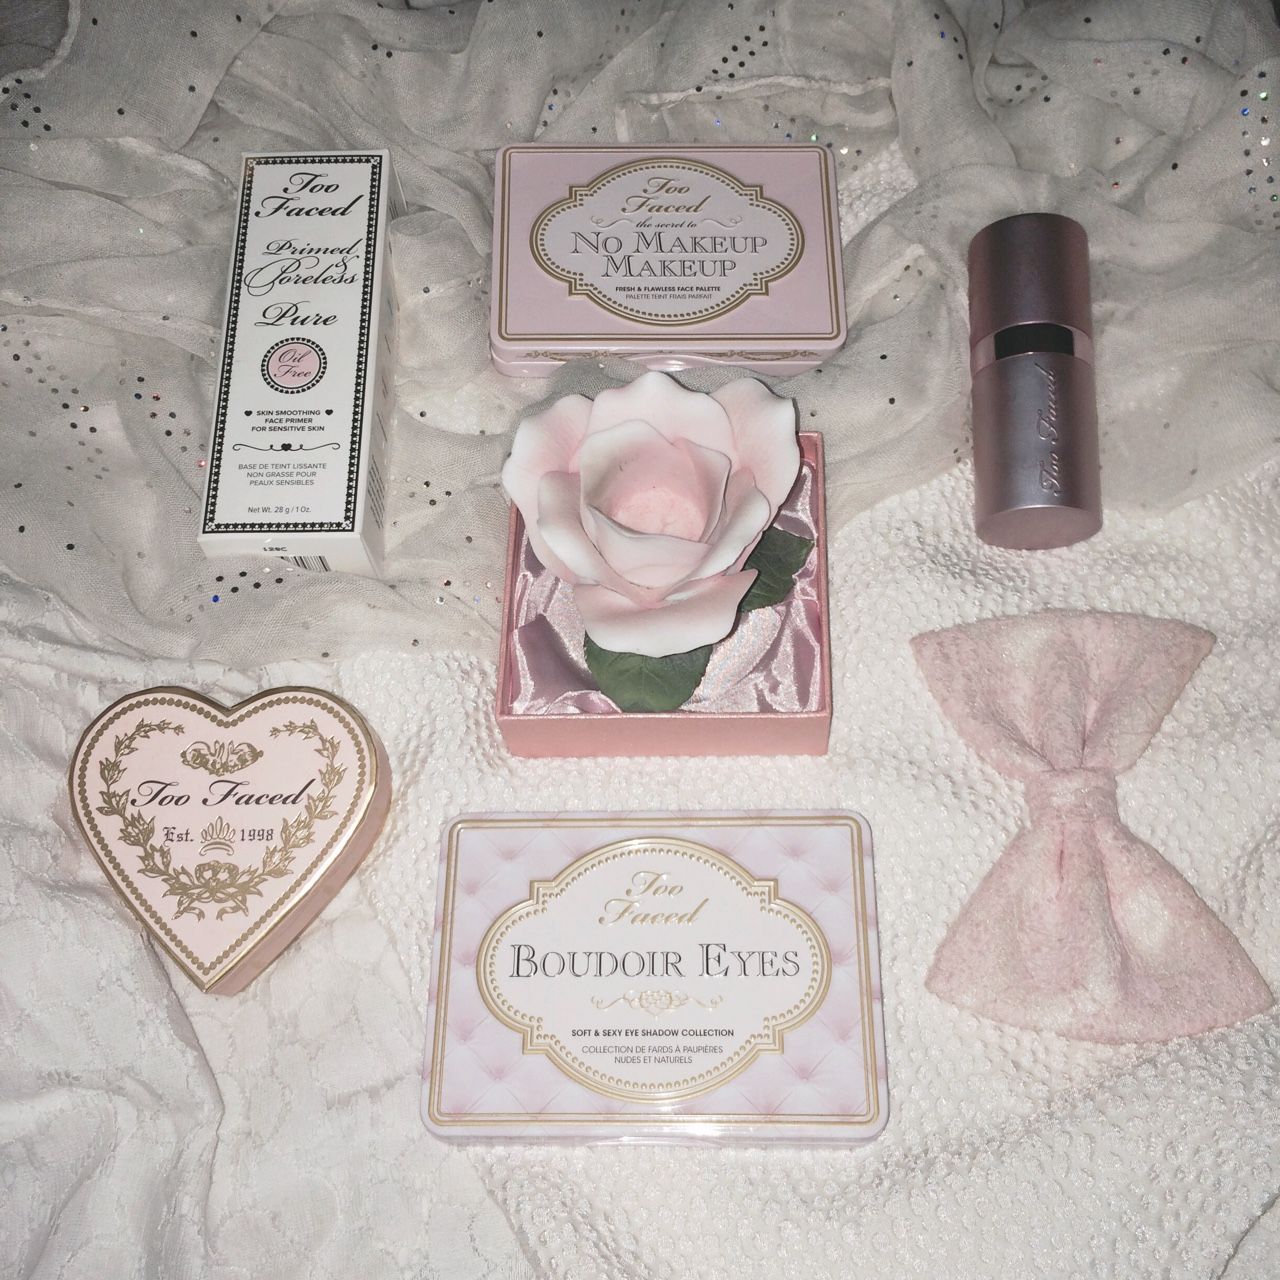 Too
Faced
Primed
&
Poreless
Pure
Oil
Free
SKIN SMOOTHING
FACE PRIMER
FOR SENSITIVE SKIN
BASE DE TEINT LISSANTE
NON GRASSE POUR
PEAUX SENSIBLES
Net Wt. 28 g / 1 Oz.
Too
Faced
the secret to
NO MAKEUP
MAKEUP
FRESH & FLAWLESS FACE PALETTE
PALETTE TEINT FRAIS PARFAIT
Too Faced
Too Faced
Est. 1998
Too
Faced
BOUDOIR EYES
SOFT & SEXY EYE SHADOW COLLECTION
COLLECTION DE FARDS À PAUPIÈRES
NUDES ET NATURELS